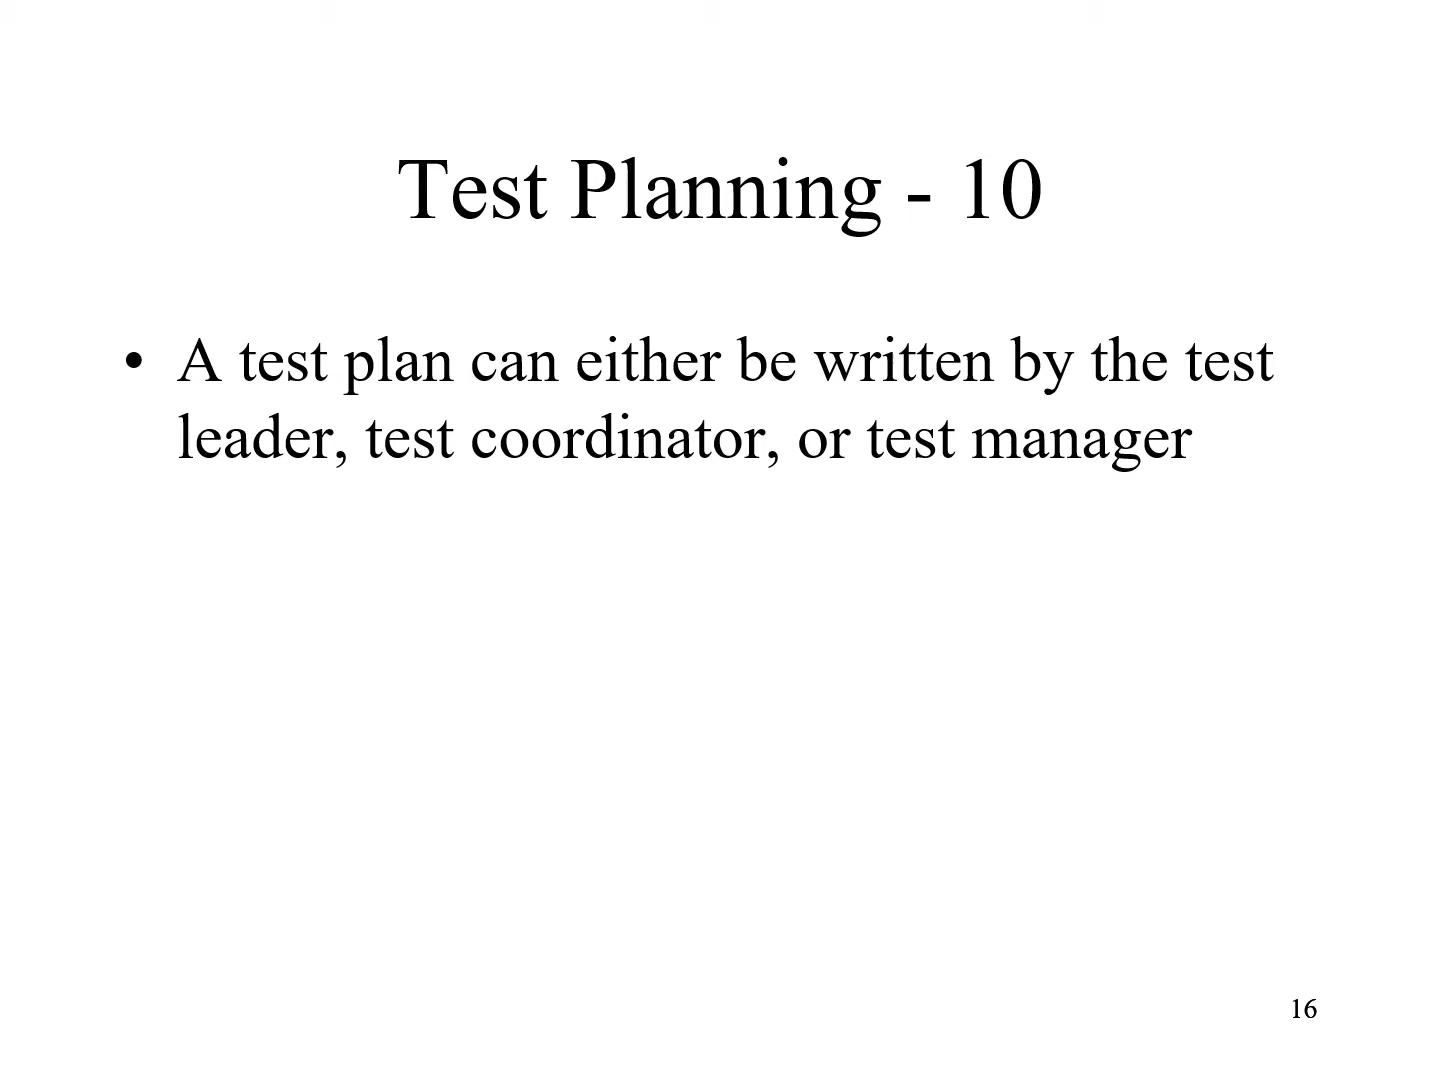 Test Planning - 10
• A test plan can either be written by the test
leader, test coordinator, or test manager
16